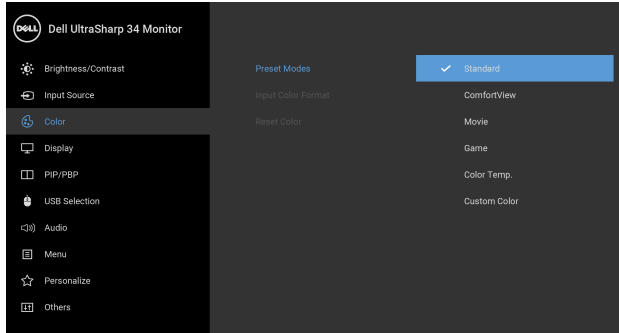 DELL Dell UltraSharp 34 Monitor
Brightness/Contrast
Input Source
Color
Display
PIP/PBP
USB Selection
Audio
Menu
Personalize
Others
Preset Modes
Input Color Format
Reset Color
Standard
ComfortView
Movie
Game
Color Temp.
Custom Color